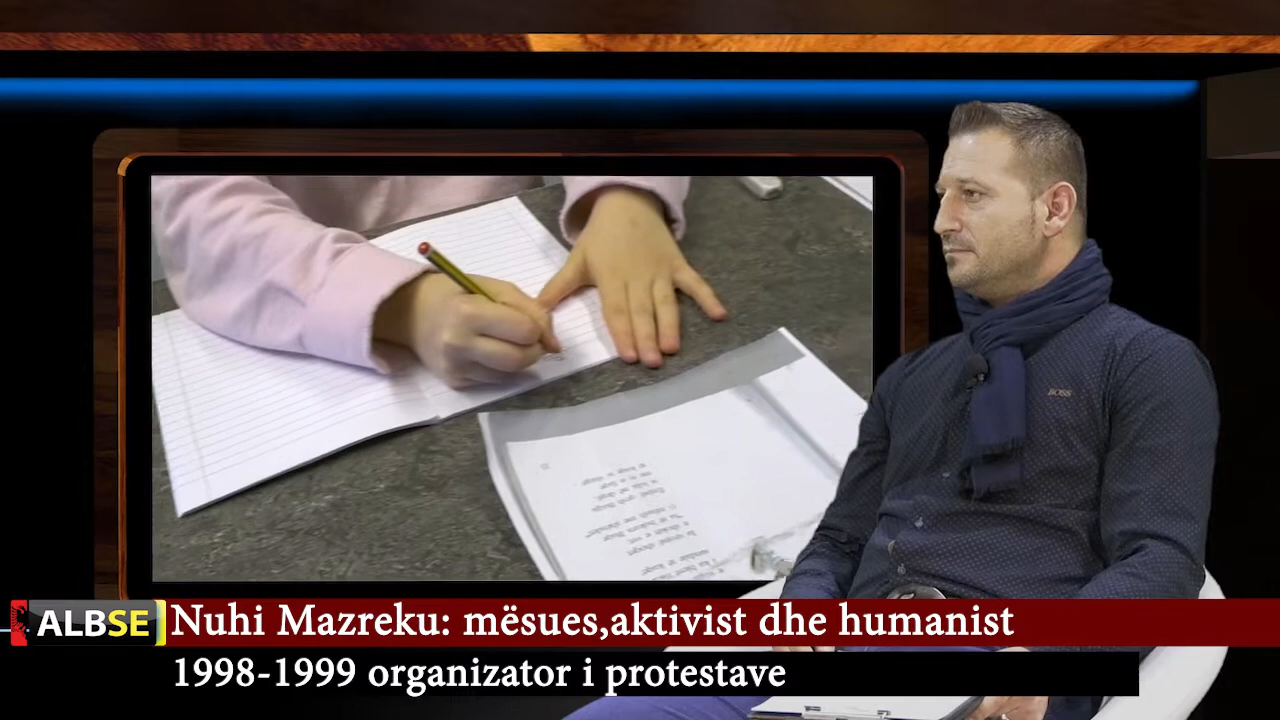 BOSS
ALBSE
Nuhi Mazreku: mësues,aktivist dhe humanist
1998-1999 organizator i protestave